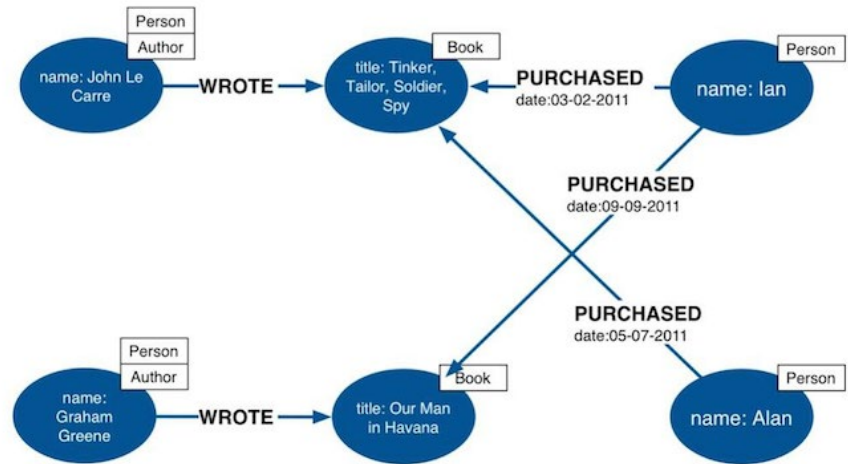 Person
Author
name: John Le
Carre
WROTE
Book
title: Tinker,
Tailor, Soldier,
Spy
PURCHASED
date:03-02-2011
Person
name: Ian
PURCHASED
date:09-09-2011
PURCHASED
date:05-07-2011
Person
Author
name:
Graham
Greene
WROTE
Book
title: Our Man
in Havana
Person
name: Alan